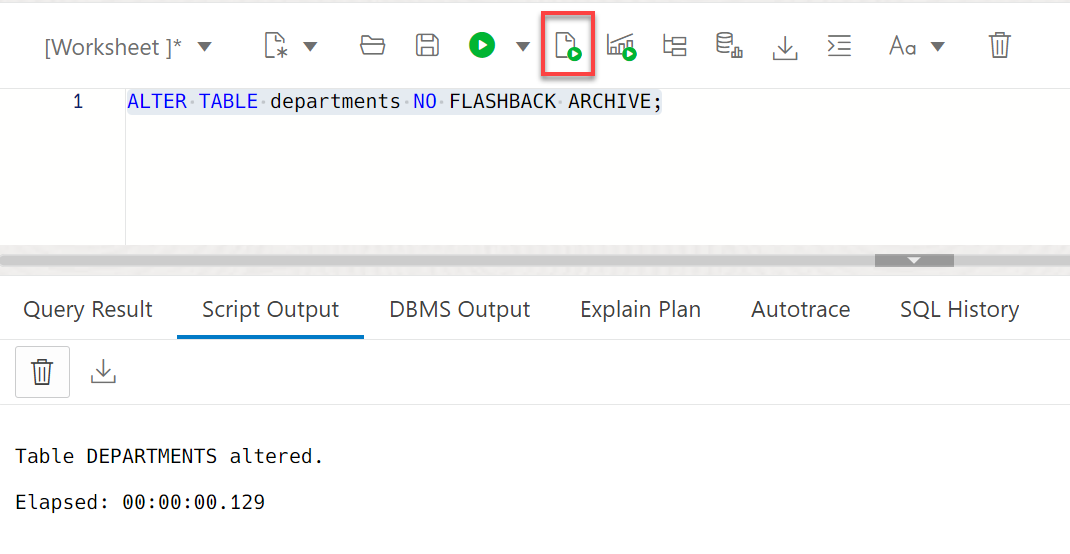 [Worksheet ]*
Aa
1 ALTER TABLE departments NO FLASHBACK ARCHIVE;
Query Result Script Output DBMS Output Explain Plan Autotrace SQL History
Table DEPARTMENTS altered.
Elapsed: 00:00:00.129